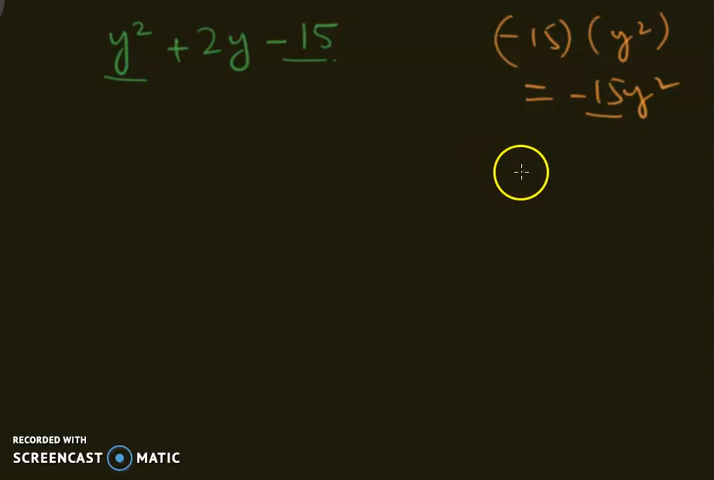 y² + 2y - 15
(-15) (y²)
= -15y²
RECORDED WITH
SCREENCAST MATIC